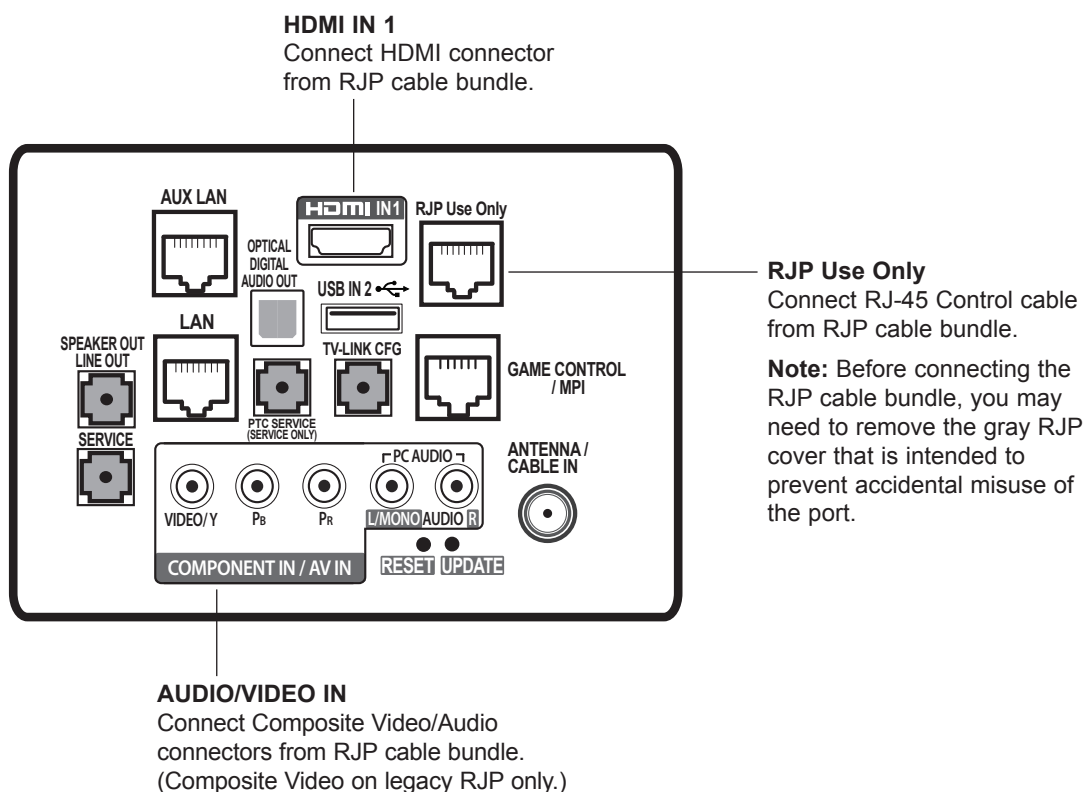 HDMI IN 1
Connect HDMI connector
from RJP cable bundle.
AUX LAN
HDMI IN1
RJP Use Only
OPTICAL
DIGITAL
AUDIO OUT
USB IN 2
LAN
TV-LINK CFG
SPEAKER OUT
LINE OUT
GAME CONTROL
/ MPI
PTC SERVICE
(SERVICE ONLY)
SERVICE
PC AUDIO
ANTENNA /
CABLE IN
VIDEO/ Y
PB
PR
L/MONO AUDIO R
COMPONENT IN / AV IN
RESET UPDATE
RJP Use Only
Connect RJ-45 Control cable
from RJP cable bundle.
Note: Before connecting the
RJP cable bundle, you may
need to remove the gray RJP
cover that is intended to
prevent accidental misuse of
the port.
AUDIO/VIDEO IN
Connect Composite Video/Audio
connectors from RJP cable bundle.
(Composite Video on legacy RJP only.)